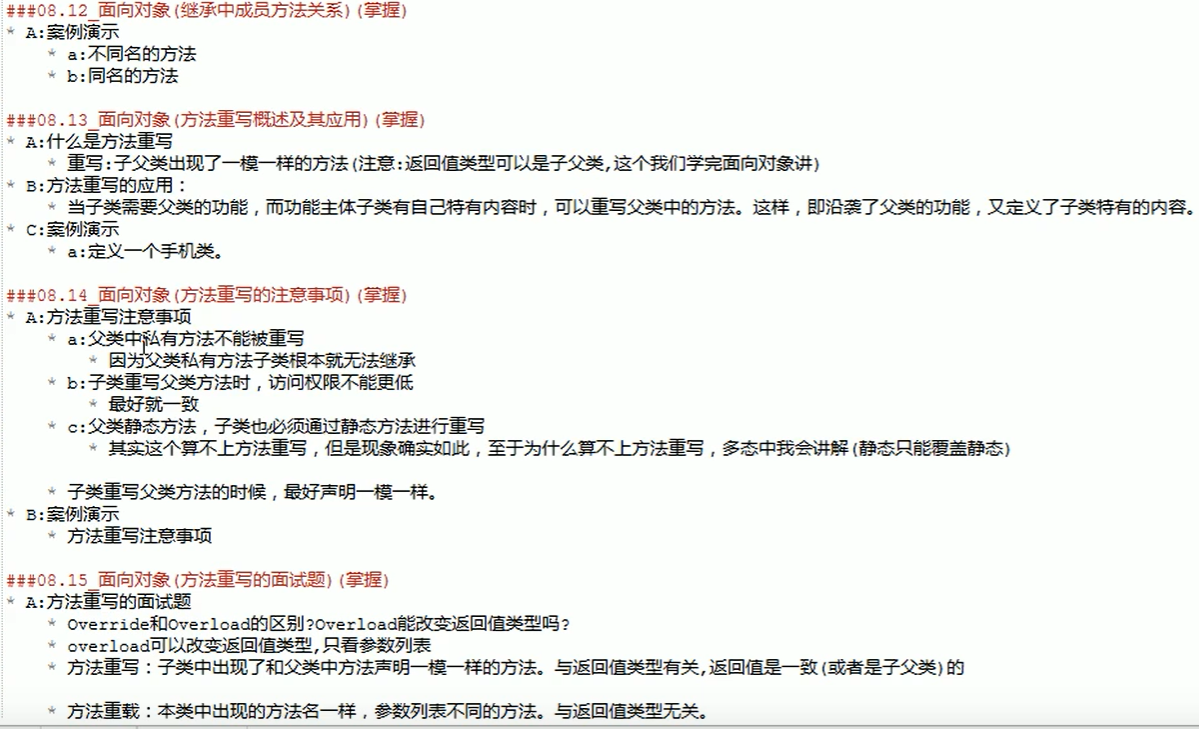 ###08.12_面向对象(继承中成员方法关系)(掌握)
* A:案例演示
* a:不同名的方法
* b:同名的方法
###08.13_面向对象(方法重写概述及其应用)(掌握)
* A:什么是方法重写
* 重写:子父类出现了一模一样的方法(注意:返回值类型可以是子父类,这个我们学完面向对象讲)
* B:方法重写的应用：
* 当子类需要父类的功能，而功能主体子类有自己特有内容时，可以重写父类中的方法。这样，即沿袭了父类的功能，又定义了子类特有的内容。
* C:案例演示
* a:定义一个手机类。
###08.14_面向对象(方法重写的注意事项)(掌握)
* A:方法重写注意事项
* a:父类中私有方法不能被重写
* 因为父类私有方法子类根本就无法继承
* b:子类重写父类方法时，访问权限不能更低
* 最好就一致
* c:父类静态方法，子类也必须通过静态方法进行重写
* 其实这个算不上方法重写，但是现象确实如此，至于为什么算不上方法重写，多态中我会讲解(静态只能覆盖静态)
* 子类重写父类方法的时候，最好声明一模一样。
* B:案例演示
* 方法重写注意事项
###08.15_面向对象(方法重写的面试题)(掌握)
* A:方法重写的面试题
* Override和Overload的区别?Overload能改变返回值类型吗?
* overload可以改变返回值类型,只看参数列表
* 方法重写：子类中出现了和父类中方法声明一模一样的方法。与返回值类型有关,返回值是一致(或者是子父类)的
* 方法重载：本类中出现的方法名一样，参数列表不同的方法。与返回值类型无关。